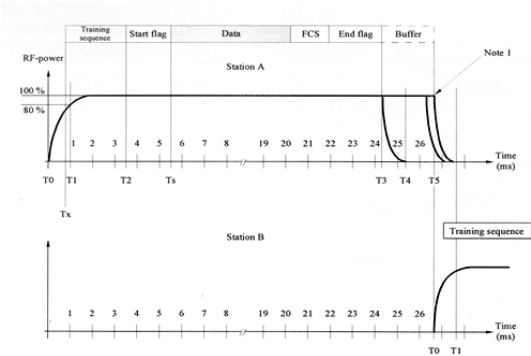 Training sequence Start flag Data FCS End flag Buffer
RF-power Station A Note 1
100 %
80 %
1 2 3 4 5 6 7 8 19 20 21 22 23 24 25 26 Time (ms)
T0 T1 T2 Ts T3 T4 T5
Tx
Station B Training sequence
1 2 3 4 5 6 7 8 19 20 21 22 23 24 25 26 Time (ms)
T0 T1